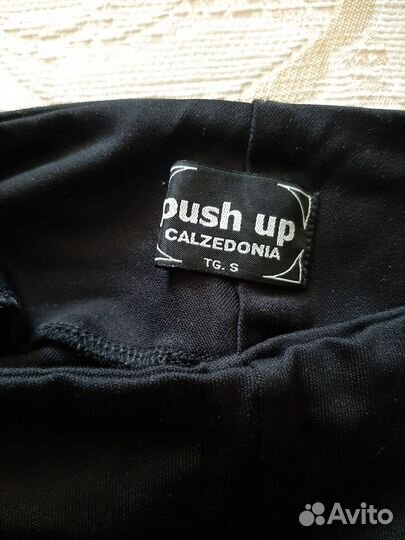 push up
CALZEDONIA
TG. S
Avito